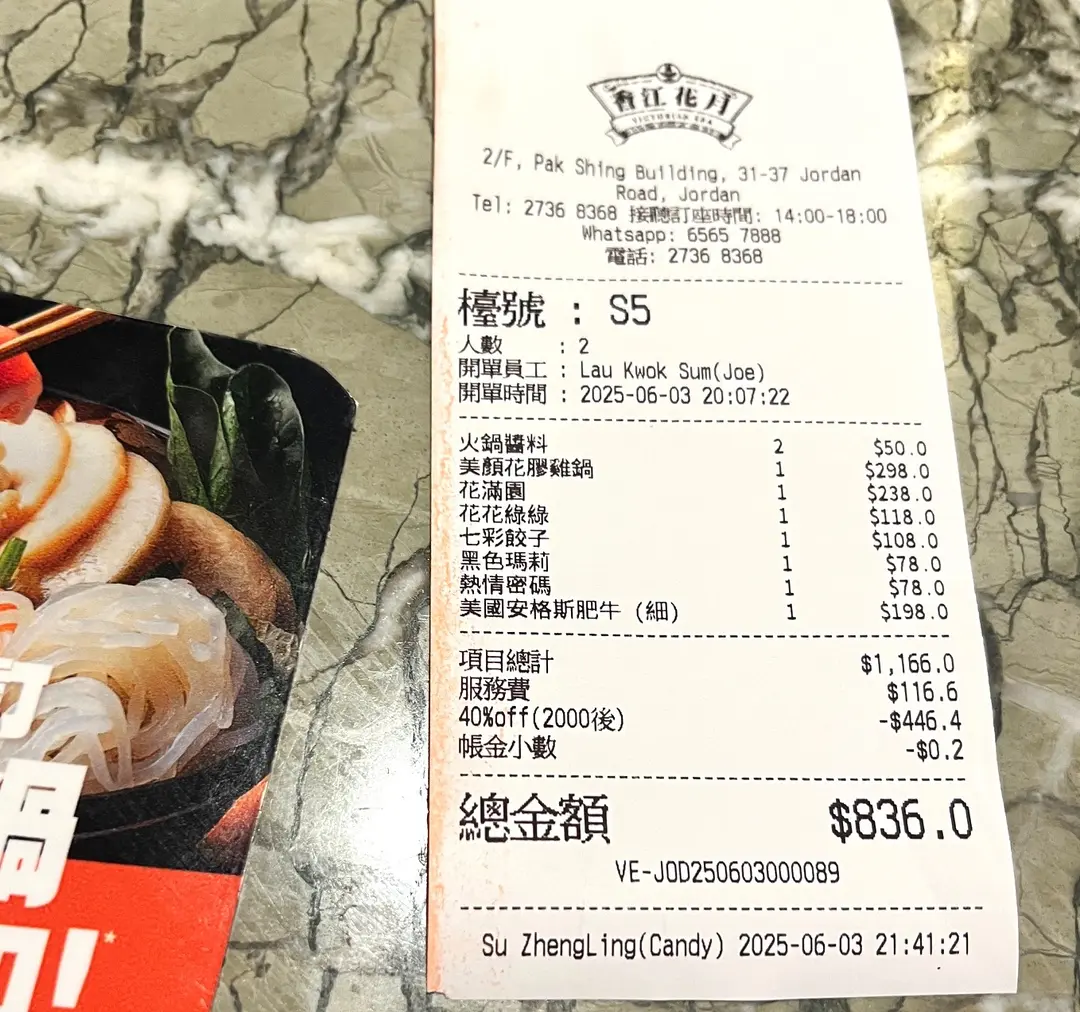 香江花月
VICTORIAN ERA
2/F, Pak Shing Building, 31-37 Jordan
Road, Jordan
Tel: 2736 8368 接聽訂座時間: 14:00-18:00
Whatsapp: 6565 7888
電話: 2736 8368
檯號 : S5
人數 : 2
開單員工 : Lau Kwok Sum(Joe)
開單時間 : 2025-06-03 20:07:22
火鍋醬料 2 $50.0
美顏花膠雞鍋 1 $298.0
花滿園 1 $238.0
花花綠綠 1 $118.0
七彩餃子 1 $108.0
黑色瑪莉 1 $78.0
熱情密碼 1 $78.0
美國安格斯肥牛 (細) 1 $198.0
項目總計 $1,166.0
服務費 $116.6
40%off(2000後) -$446.4
帳金小數 -$0.2
總金額 $836.0
VE-JOD250603000089
Su ZhengLing(Candy) 2025-06-03 21:41:21